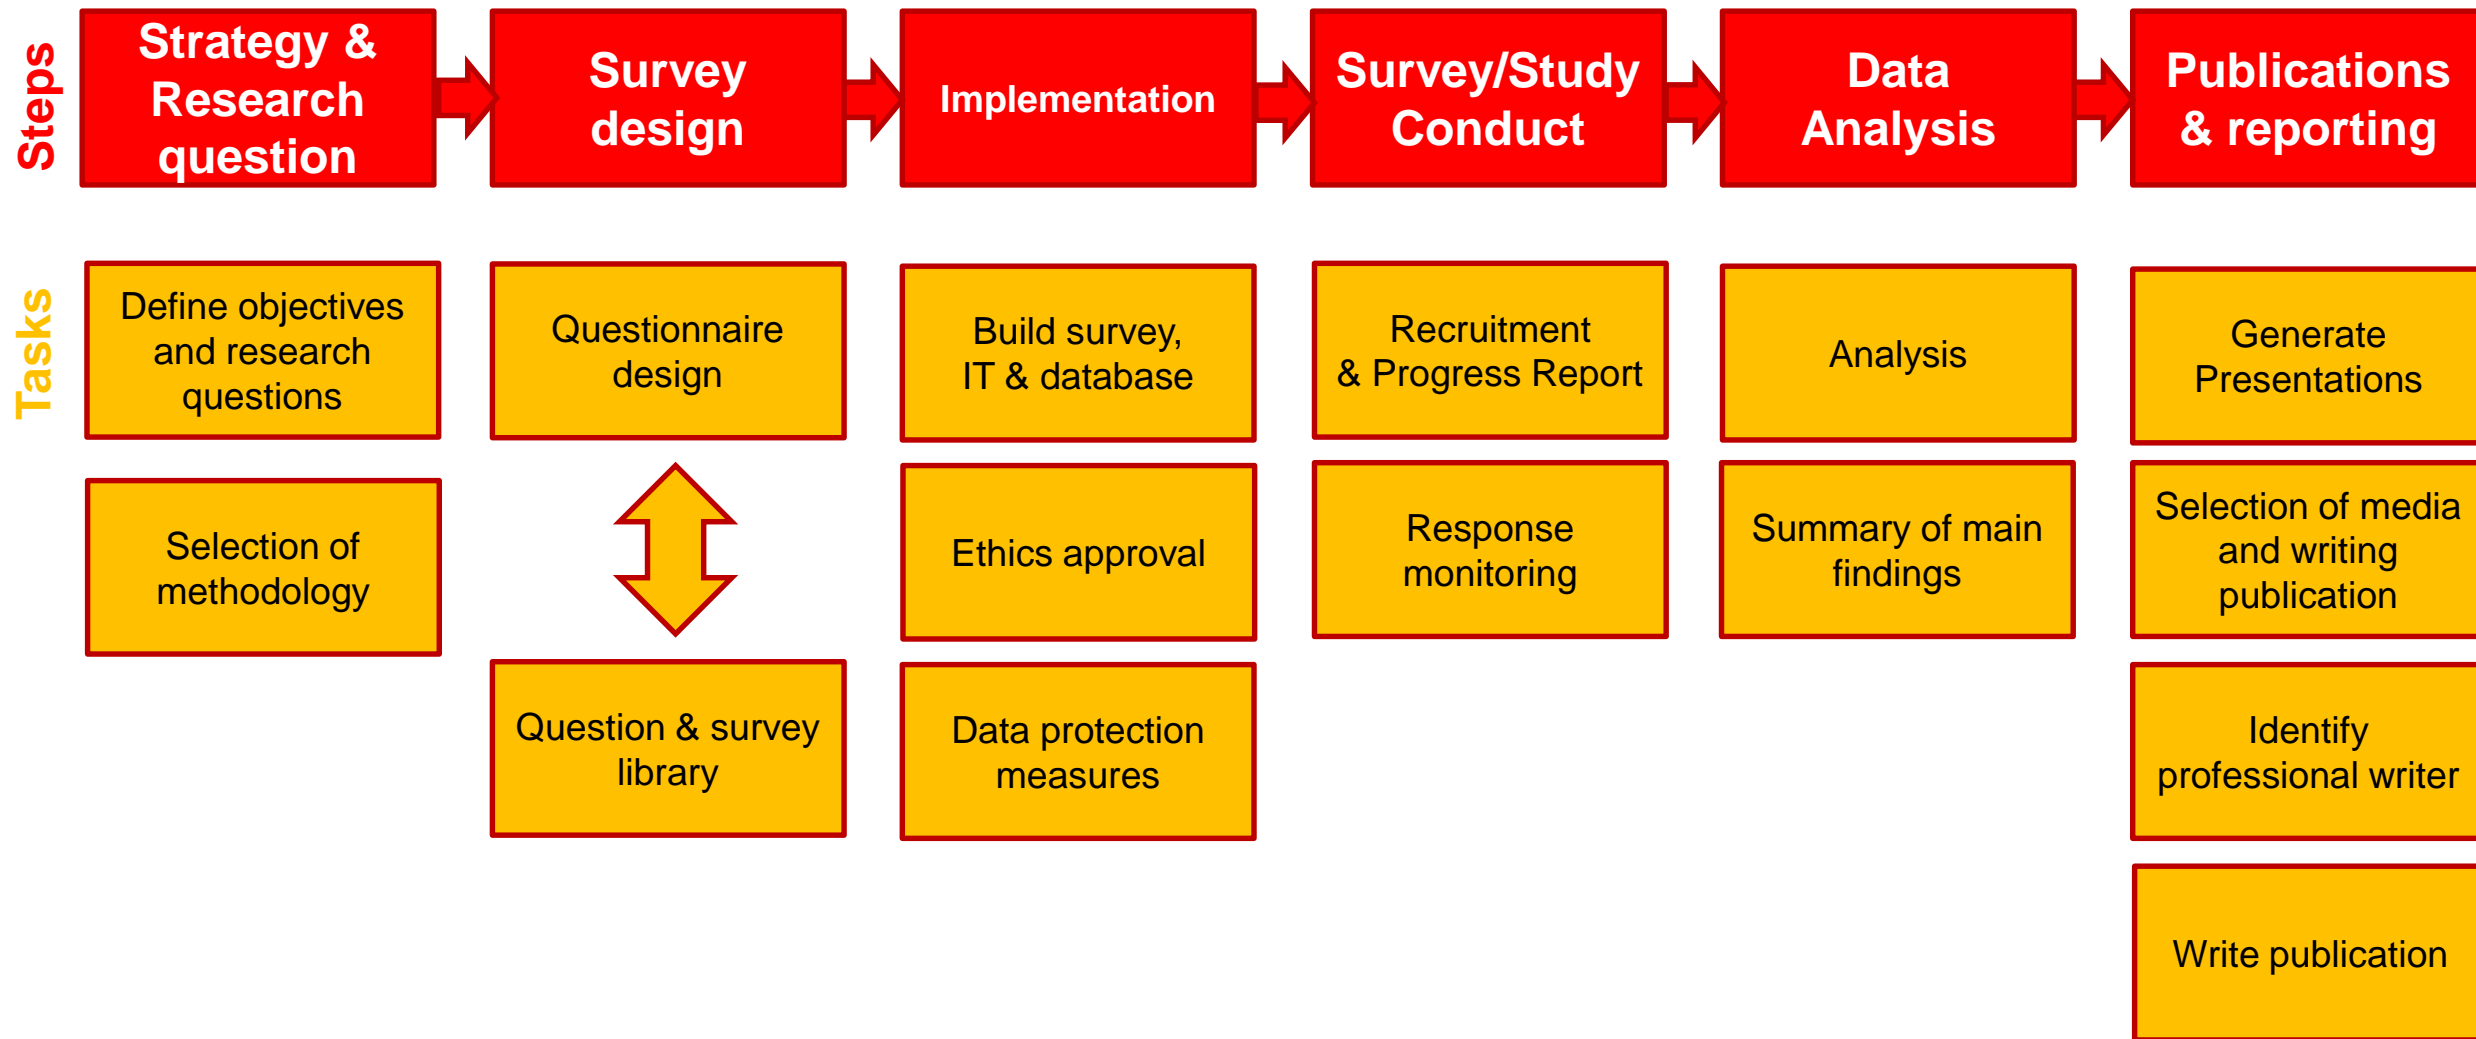 Steps
Strategy &
Research
question
Survey
design
Implementation
Survey/Study
Conduct
Data
Analysis
Publications
& reporting
Tasks
Define objectives
and research
questions
Questionnaire
design
Build survey,
IT & database
Recruitment
& Progress Report
Analysis
Generate
Presentations
Selection of
methodology
Ethics approval
Response
monitoring
Summary of main
findings
Selection of media
and writing
publication
Question & survey
library
Data protection
measures
Identify
professional writer
Write publication